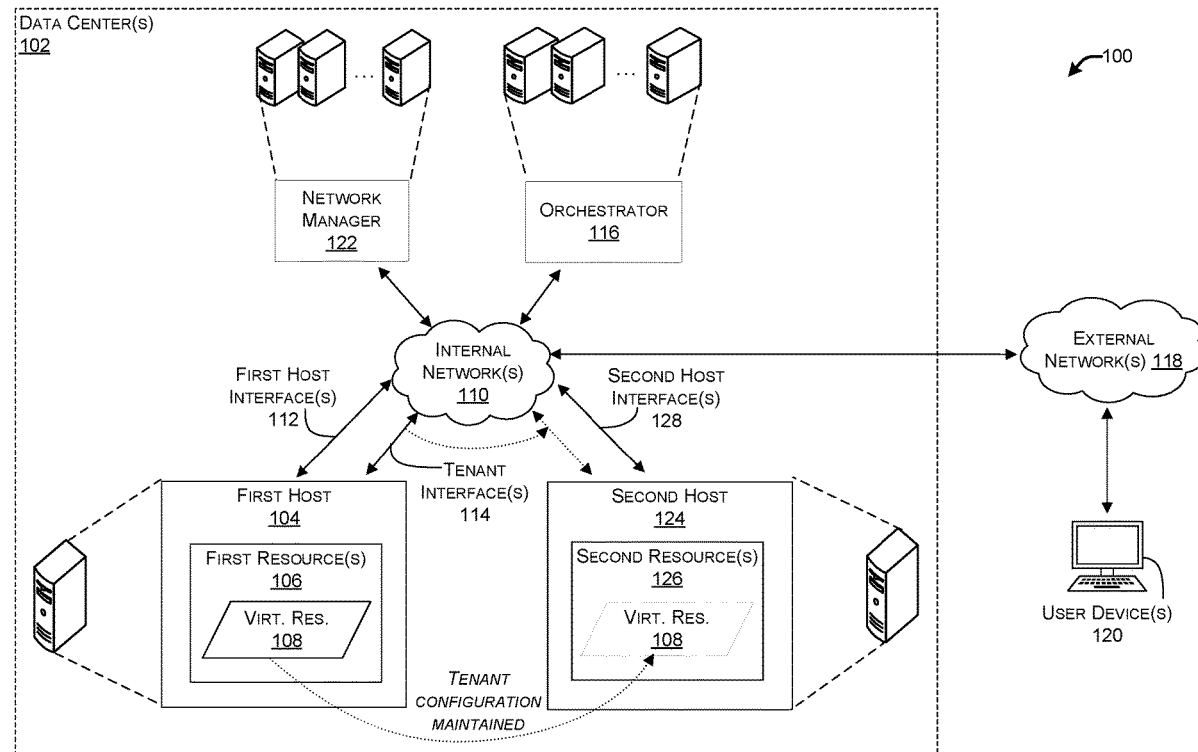 DATA CENTER(S)
102
...
...
100
NETWORK
MANAGER
122
ORCHESTRATOR
116
INTERNAL
NETWORK(S)
110
EXTERNAL
NETWORK(S) 118
FIRST HOST
INTERFACE(S)
112
SECOND HOST
INTERFACE(S)
128
TENANT
INTERFACE(S)
114
FIRST HOST
104
FIRST RESOURCE(S)
106
VIRT. RES.
108
SECOND HOST
124
SECOND RESOURCE(S)
126
VIRT. RES.
108
USER DEVICE(S)
120
TENANT
CONFIGURATION
MAINTAINED